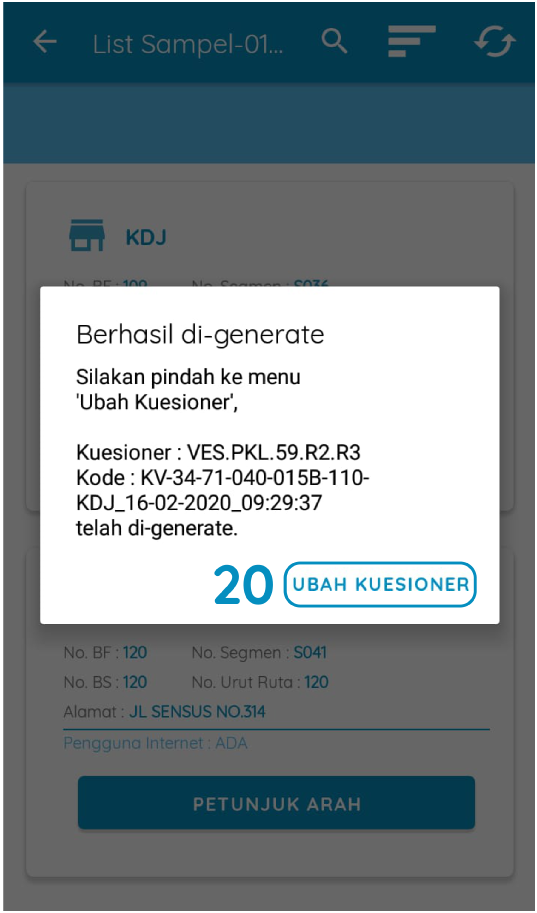 List Sampel-01...
KDJ
No. BF : 109 No. Segmen : S036
Berhasil di-generate
Silakan pindah ke menu
'Ubah Kuesioner',
Kuesioner : VES.PKL.59.R2.R3
Kode : KV-34-71-040-015B-110-
KDJ_16-02-2020_09:29:37
telah di-generate.
20 UBAH KUESIONER
No. BF : 120 No. Segmen : S041
No. BS : 120 No. Urut Ruta : 120
Alamat : JL SENSUS NO.314
Pengguna Internet : ADA
PETUNJUK ARAH